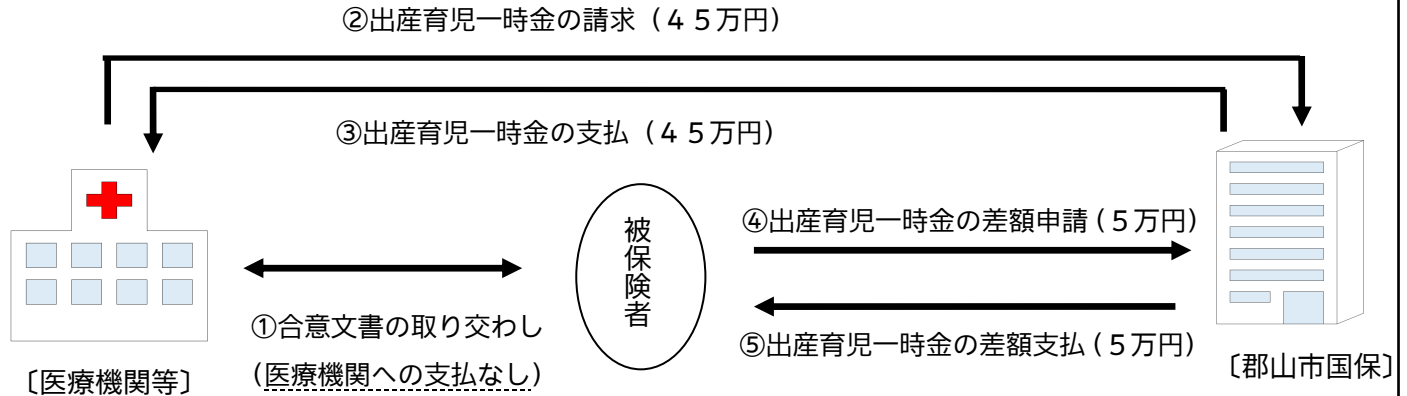 ②出産育児一時金の請求（４５万円）
③出産育児一時金の支払（４５万円）
被保険者
④出産育児一時金の差額申請（５万円）
①合意文書の取り交わし
（医療機関への支払なし）
⑤出産育児一時金の差額支払（５万円）
〔医療機関等〕
〔郡山市国保〕